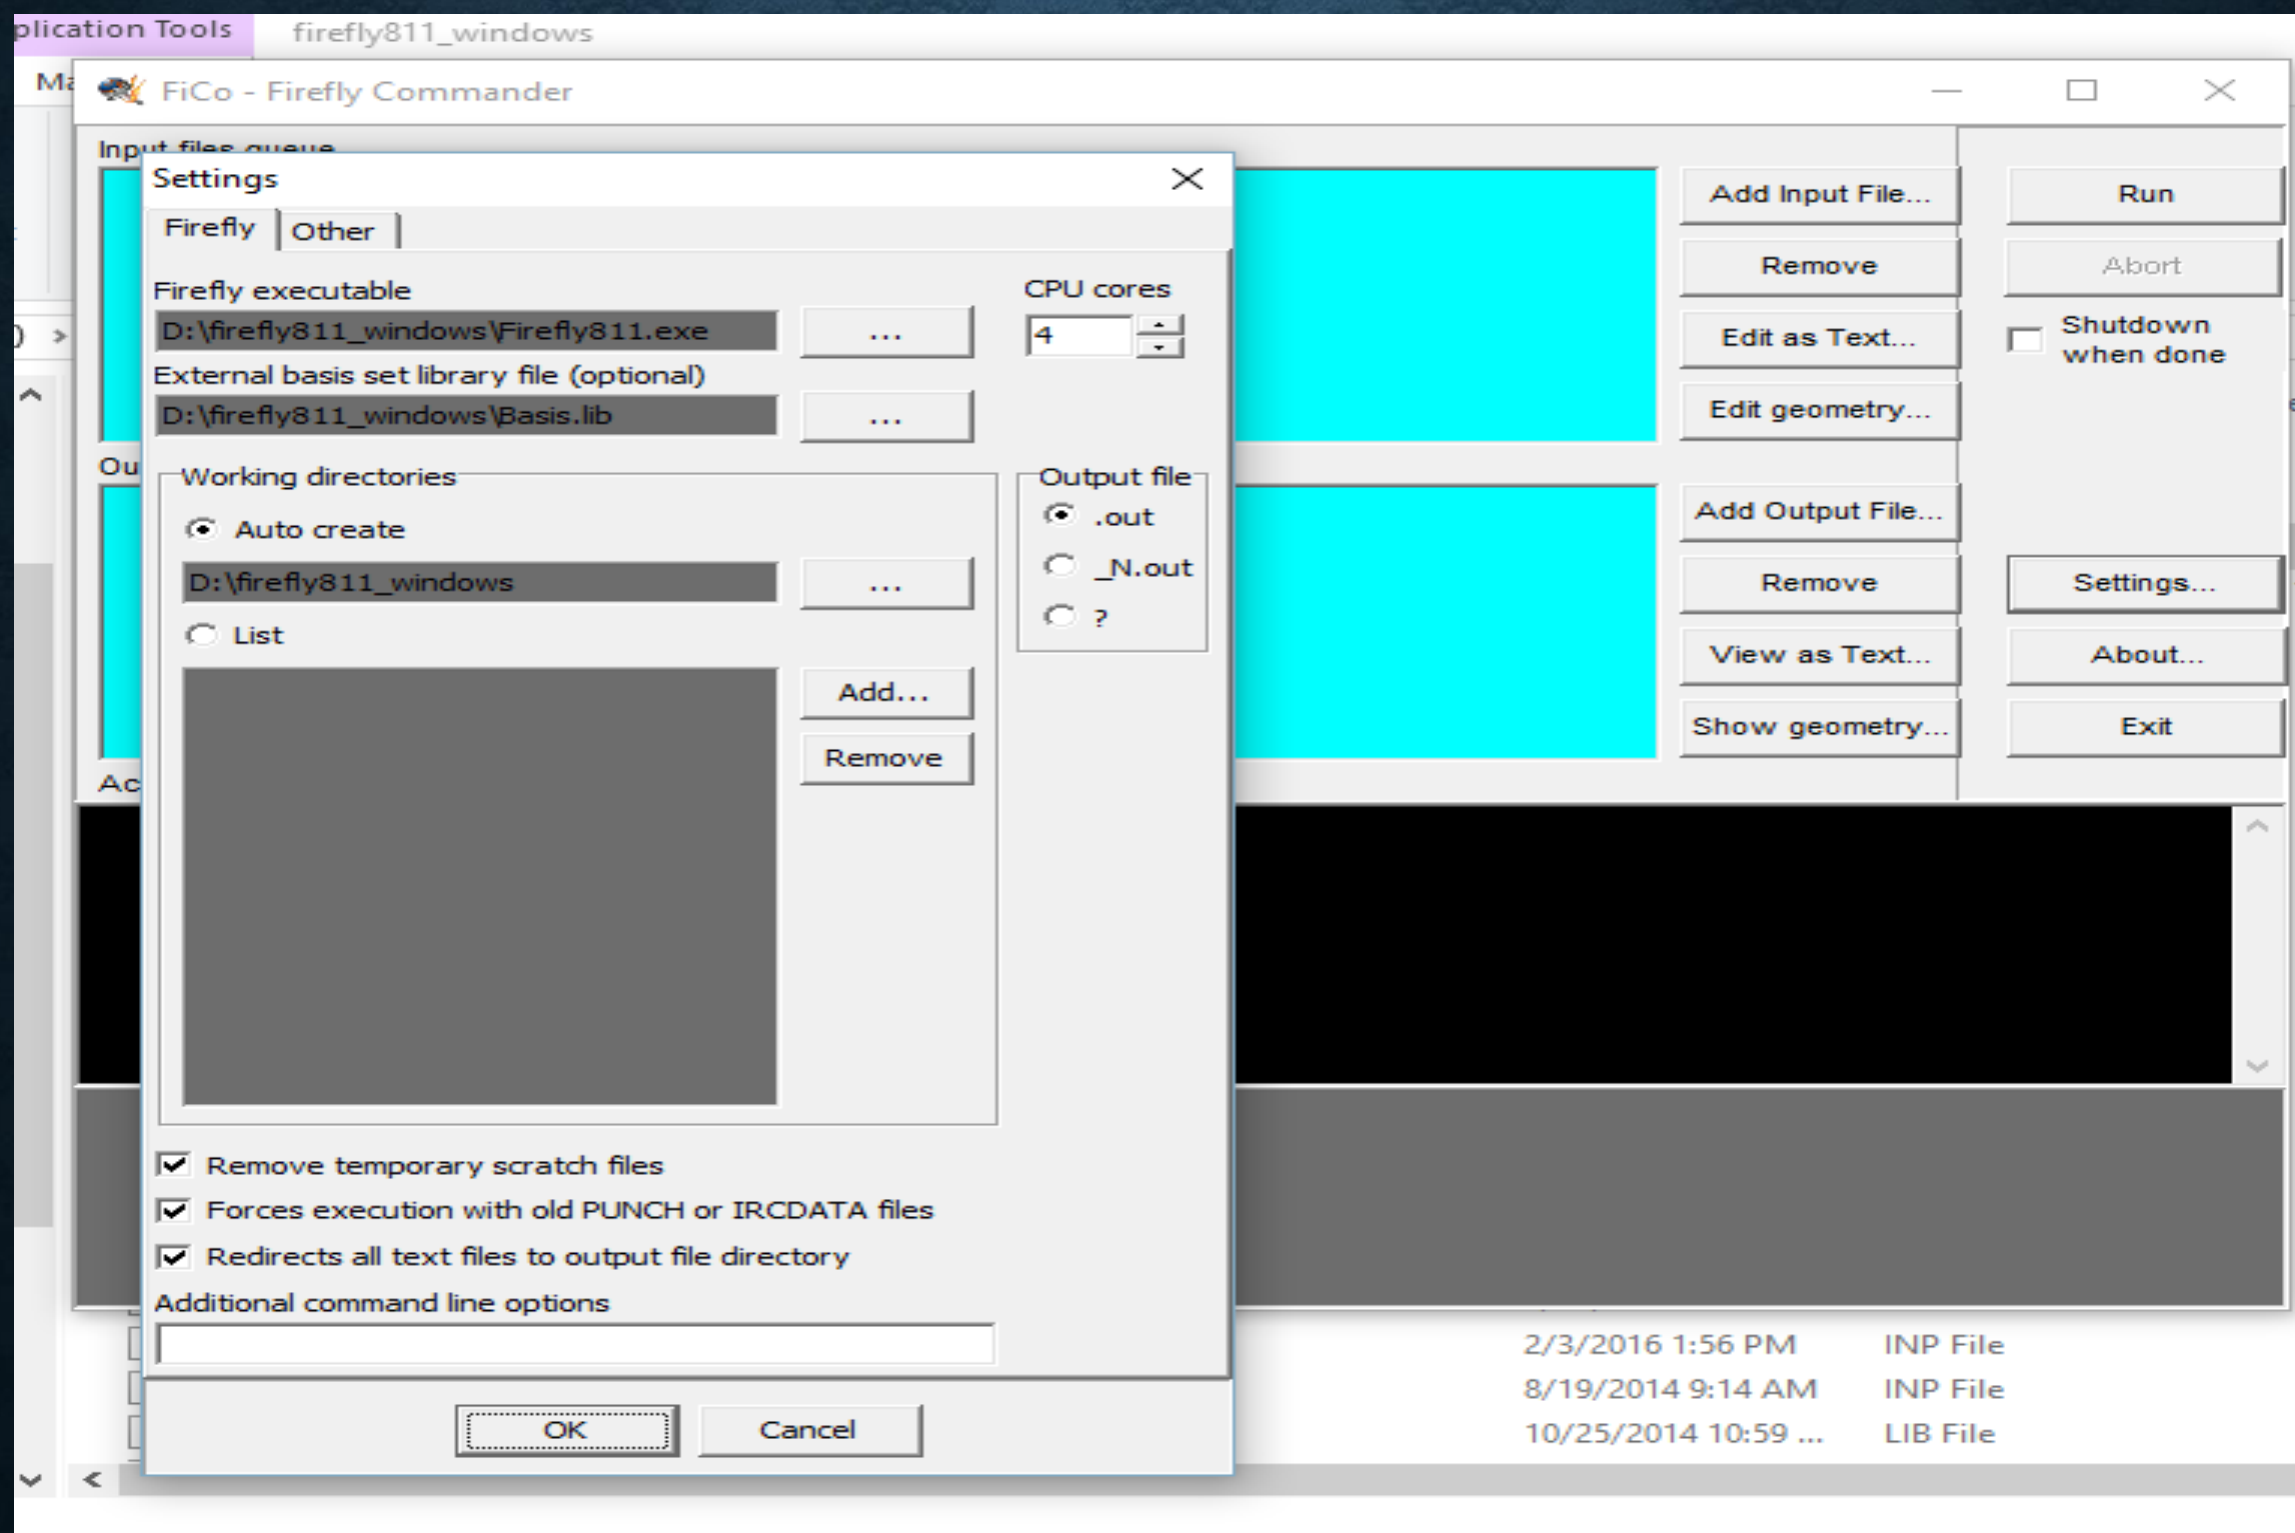 plication Tools
firefly811_windows
Ma
FiCo - Firefly Commander
Input files queue
Settings
Firefly
Other
Firefly executable
CPU cores
D:\firefly811_windows\Firefly811.exe
...
4
External basis set library file (optional)
D:\firefly811_windows\Basis.lib
...
Working directories
Output file
Auto create
.out
D:\firefly811_windows
...
_N.out
List
?
Add...
Remove
Remove temporary scratch files
Forces execution with old PUNCH or IRCDATA files
Redirects all text files to output file directory
Additional command line options
OK
Cancel
Ou
Ac
Add Input File...
Remove
Edit as Text...
Edit geometry...
Add Output File...
Remove
View as Text...
Show geometry...
Run
Abort
Shutdown
when done
Settings...
About...
Exit
2/3/2016 1:56 PM INP File
8/19/2014 9:14 AM INP File
10/25/2014 10:59 ... LIB File